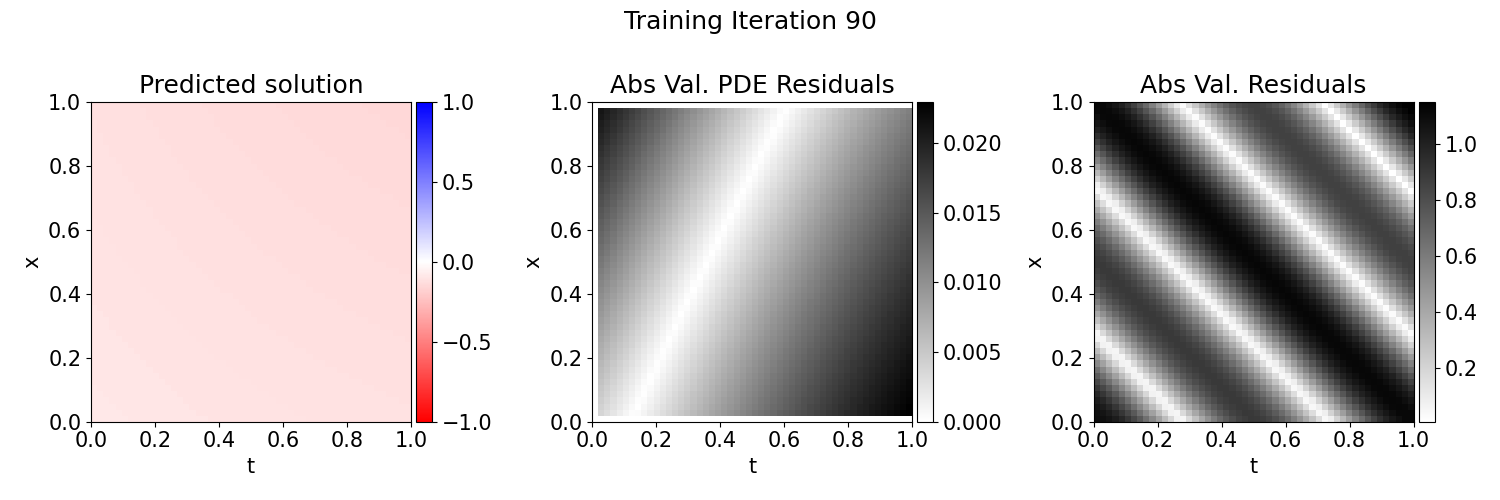 Training Iteration 90
Predicted solution
1.0
0.8
0.6
0.4
0.2
0.0
x
0.0 0.2 0.4 0.6 0.8 1.0
t
1.0
0.5
0.0
−0.5
−1.0
Abs Val. PDE Residuals
1.0
0.8
0.6
0.4
0.2
0.0
x
0.0 0.2 0.4 0.6 0.8 1.0
t
0.020
0.015
0.010
0.005
0.000
Abs Val. Residuals
1.0
0.8
0.6
0.4
0.2
0.0
x
0.0 0.2 0.4 0.6 0.8 1.0
t
1.0
0.8
0.6
0.4
0.2